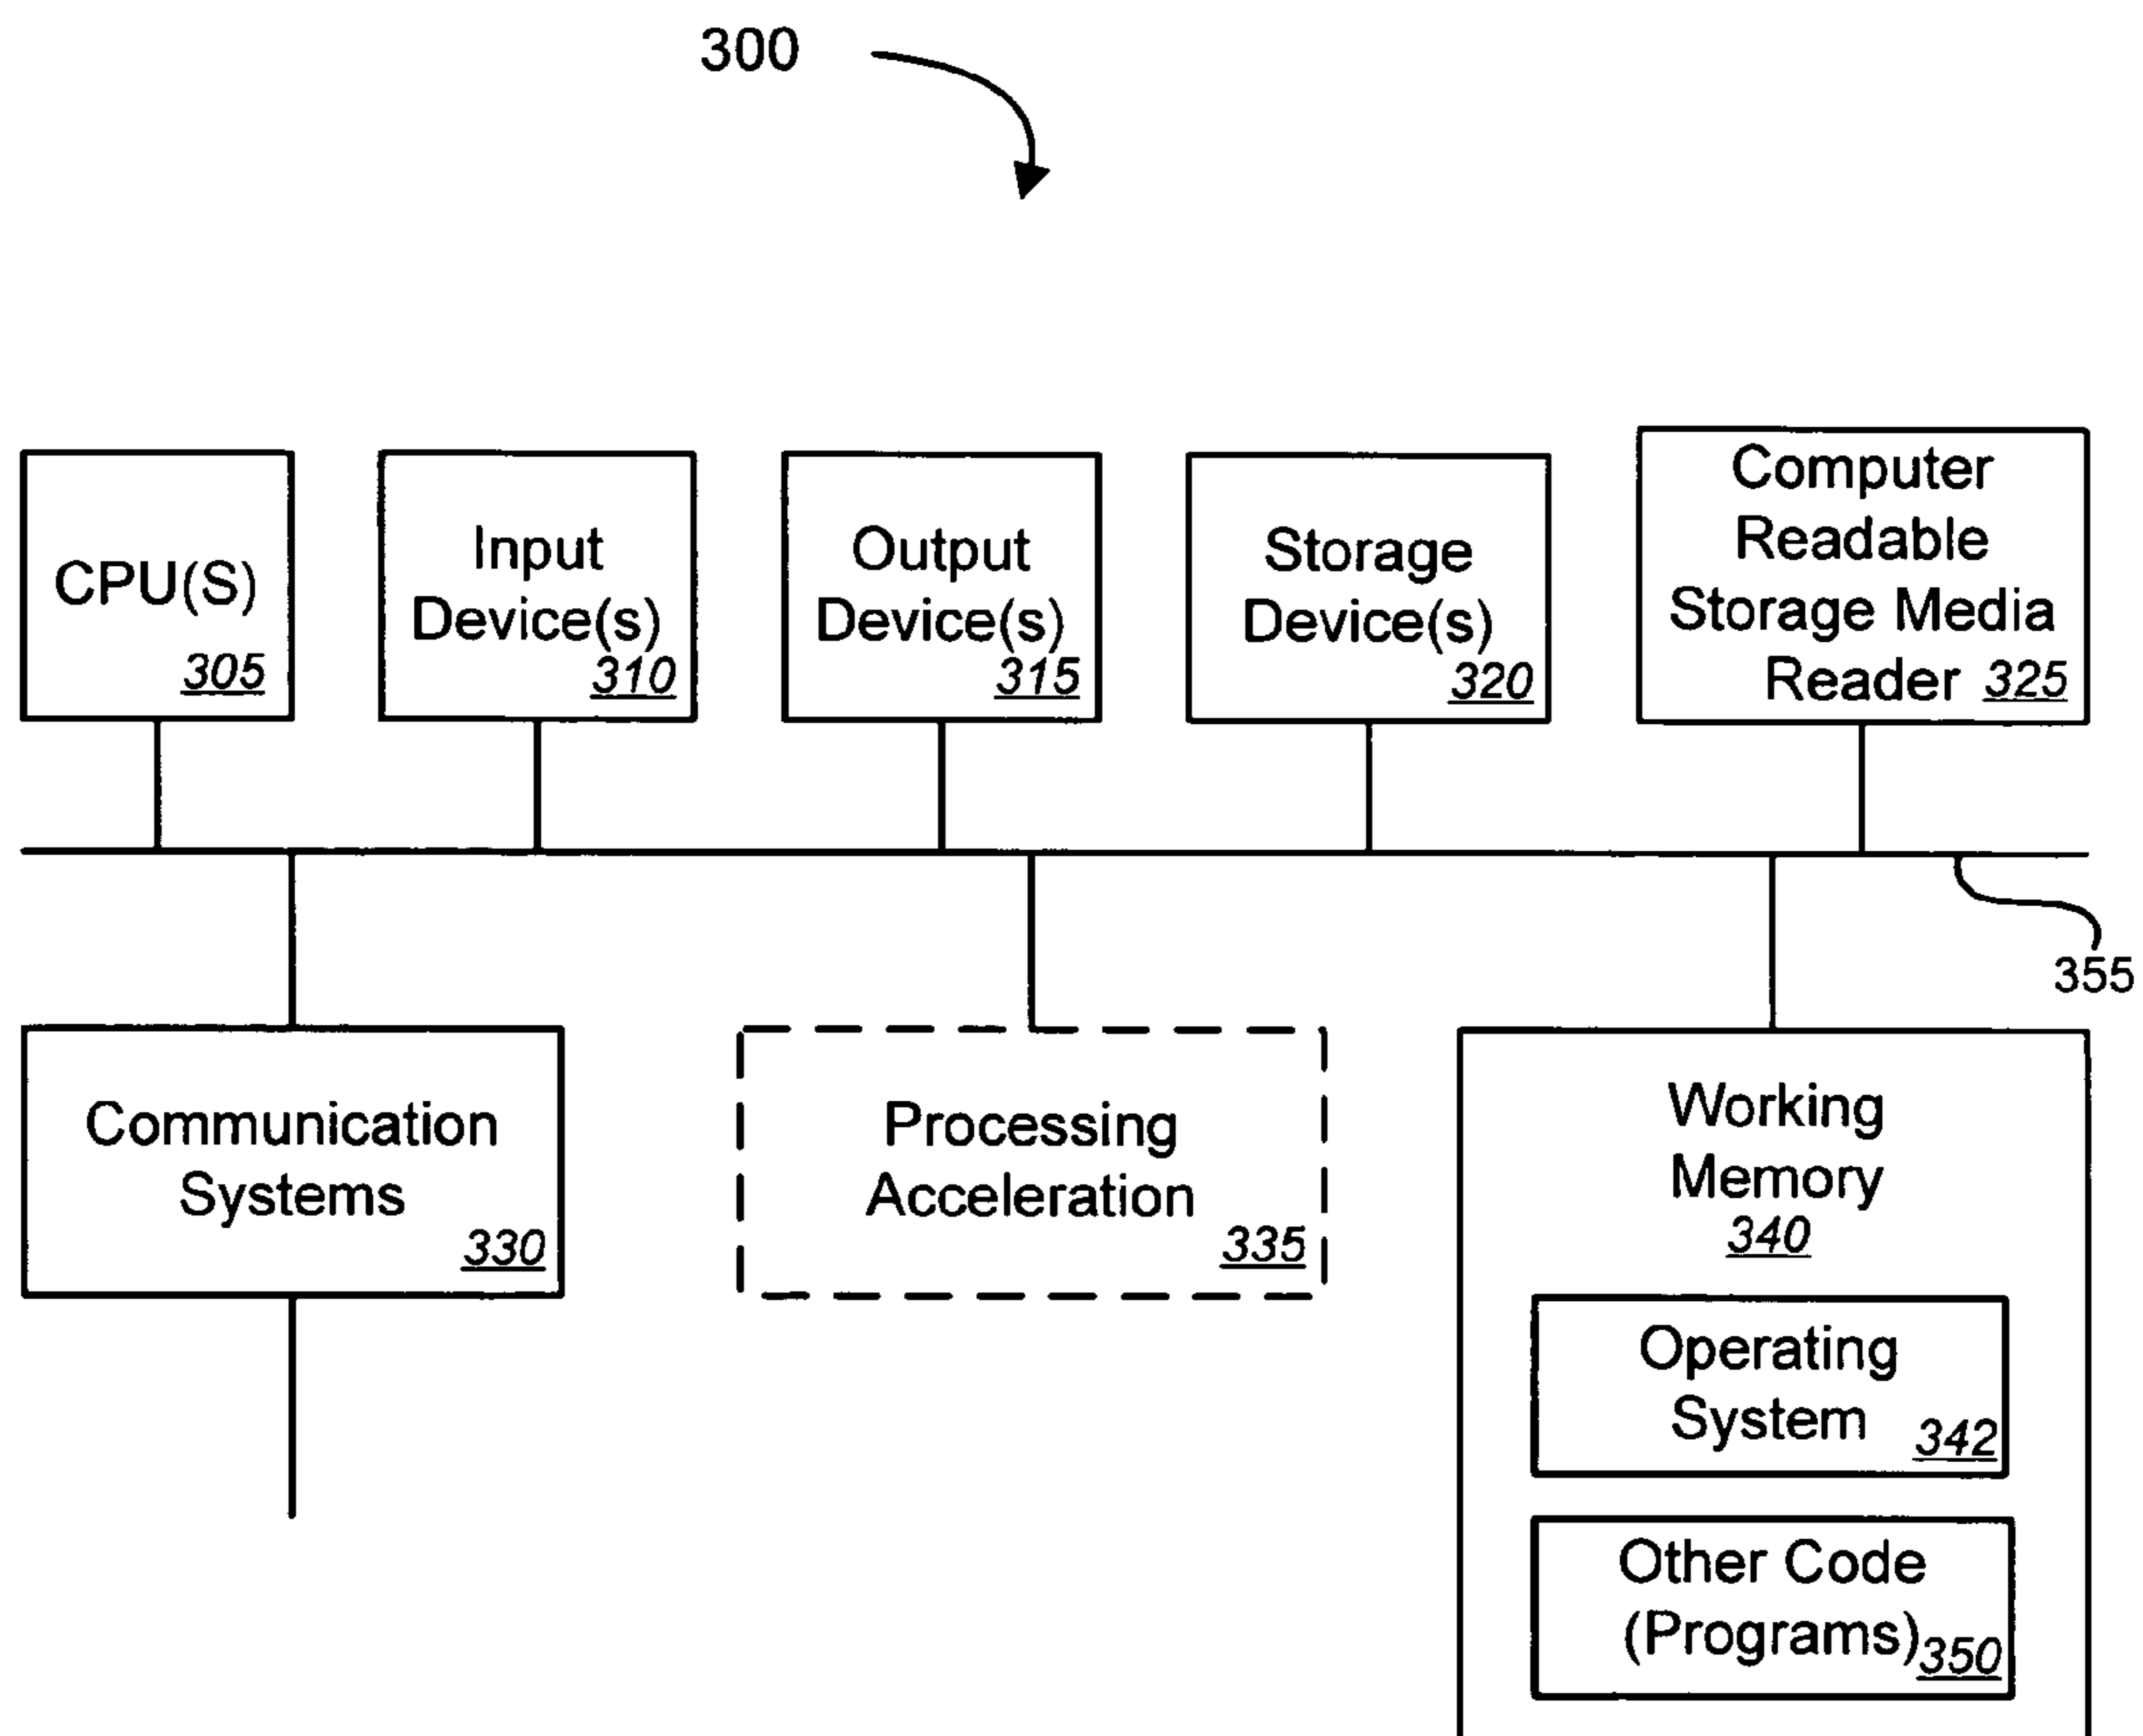 300
CPU(S)
305
Input
Device(s)
310
Output
Device(s)
315
Storage
Device(s)
320
Computer
Readable
Storage Media
Reader 325
355
Communication
Systems
330
Processing
Acceleration
335
Working
Memory
340
Operating
System
342
Other Code
(Programs)
350